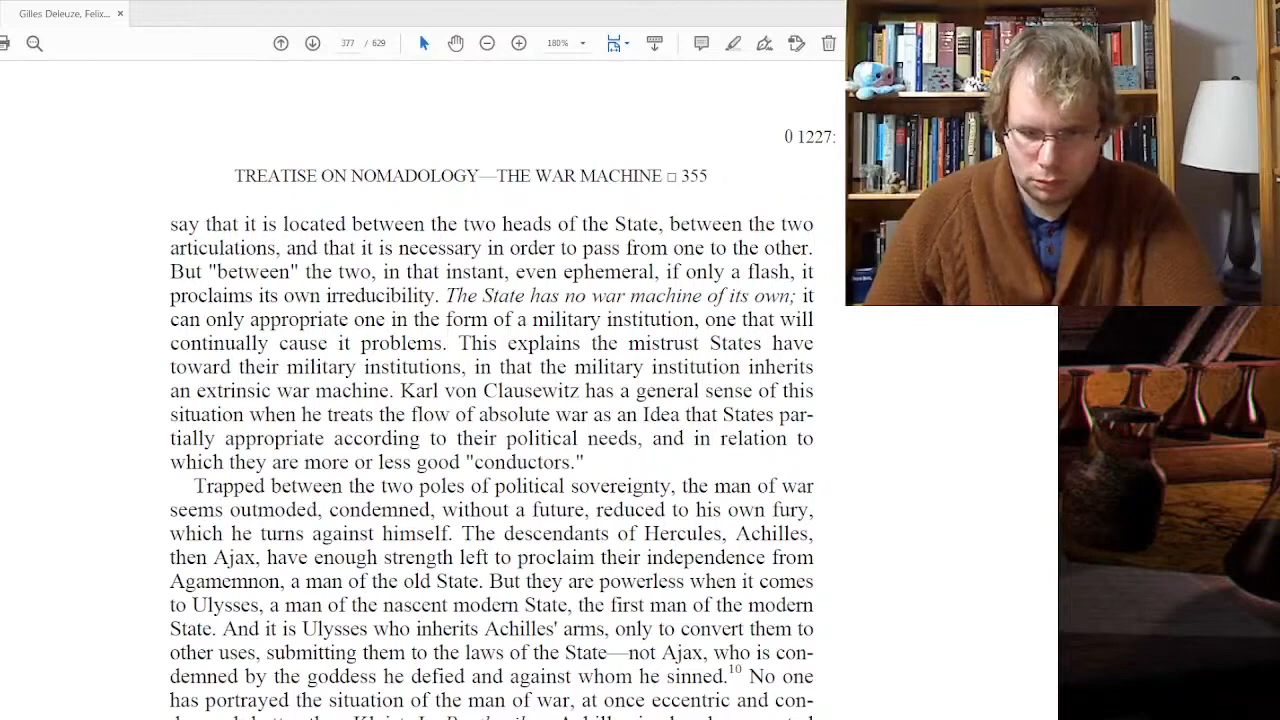 Gilles Deleuze, Felix...
377 / 629
180%
0 1227:
TREATISE ON NOMADOLOGY—THE WAR MACHINE □ 355
say that it is located between the two heads of the State, between the two
articulations, and that it is necessary in order to pass from one to the other.
But "between" the two, in that instant, even ephemeral, if only a flash, it
proclaims its own irreducibility. The State has no war machine of its own; it
can only appropriate one in the form of a military institution, one that will
continually cause it problems. This explains the mistrust States have
toward their military institutions, in that the military institution inherits
an extrinsic war machine. Karl von Clausewitz has a general sense of this
situation when he treats the flow of absolute war as an Idea that States par-
tially appropriate according to their political needs, and in relation to
which they are more or less good "conductors."
Trapped between the two poles of political sovereignty, the man of war
seems outmoded, condemned, without a future, reduced to his own fury,
which he turns against himself. The descendants of Hercules, Achilles,
then Ajax, have enough strength left to proclaim their independence from
Agamemnon, a man of the old State. But they are powerless when it comes
to Ulysses, a man of the nascent modern State, the first man of the modern
State. And it is Ulysses who inherits Achilles' arms, only to convert them to
other uses, submitting them to the laws of the State—not Ajax, who is con-
demned by the goddess he defied and against whom he sinned.10 No one
has portrayed the situation of the man of war, at once eccentric and con-